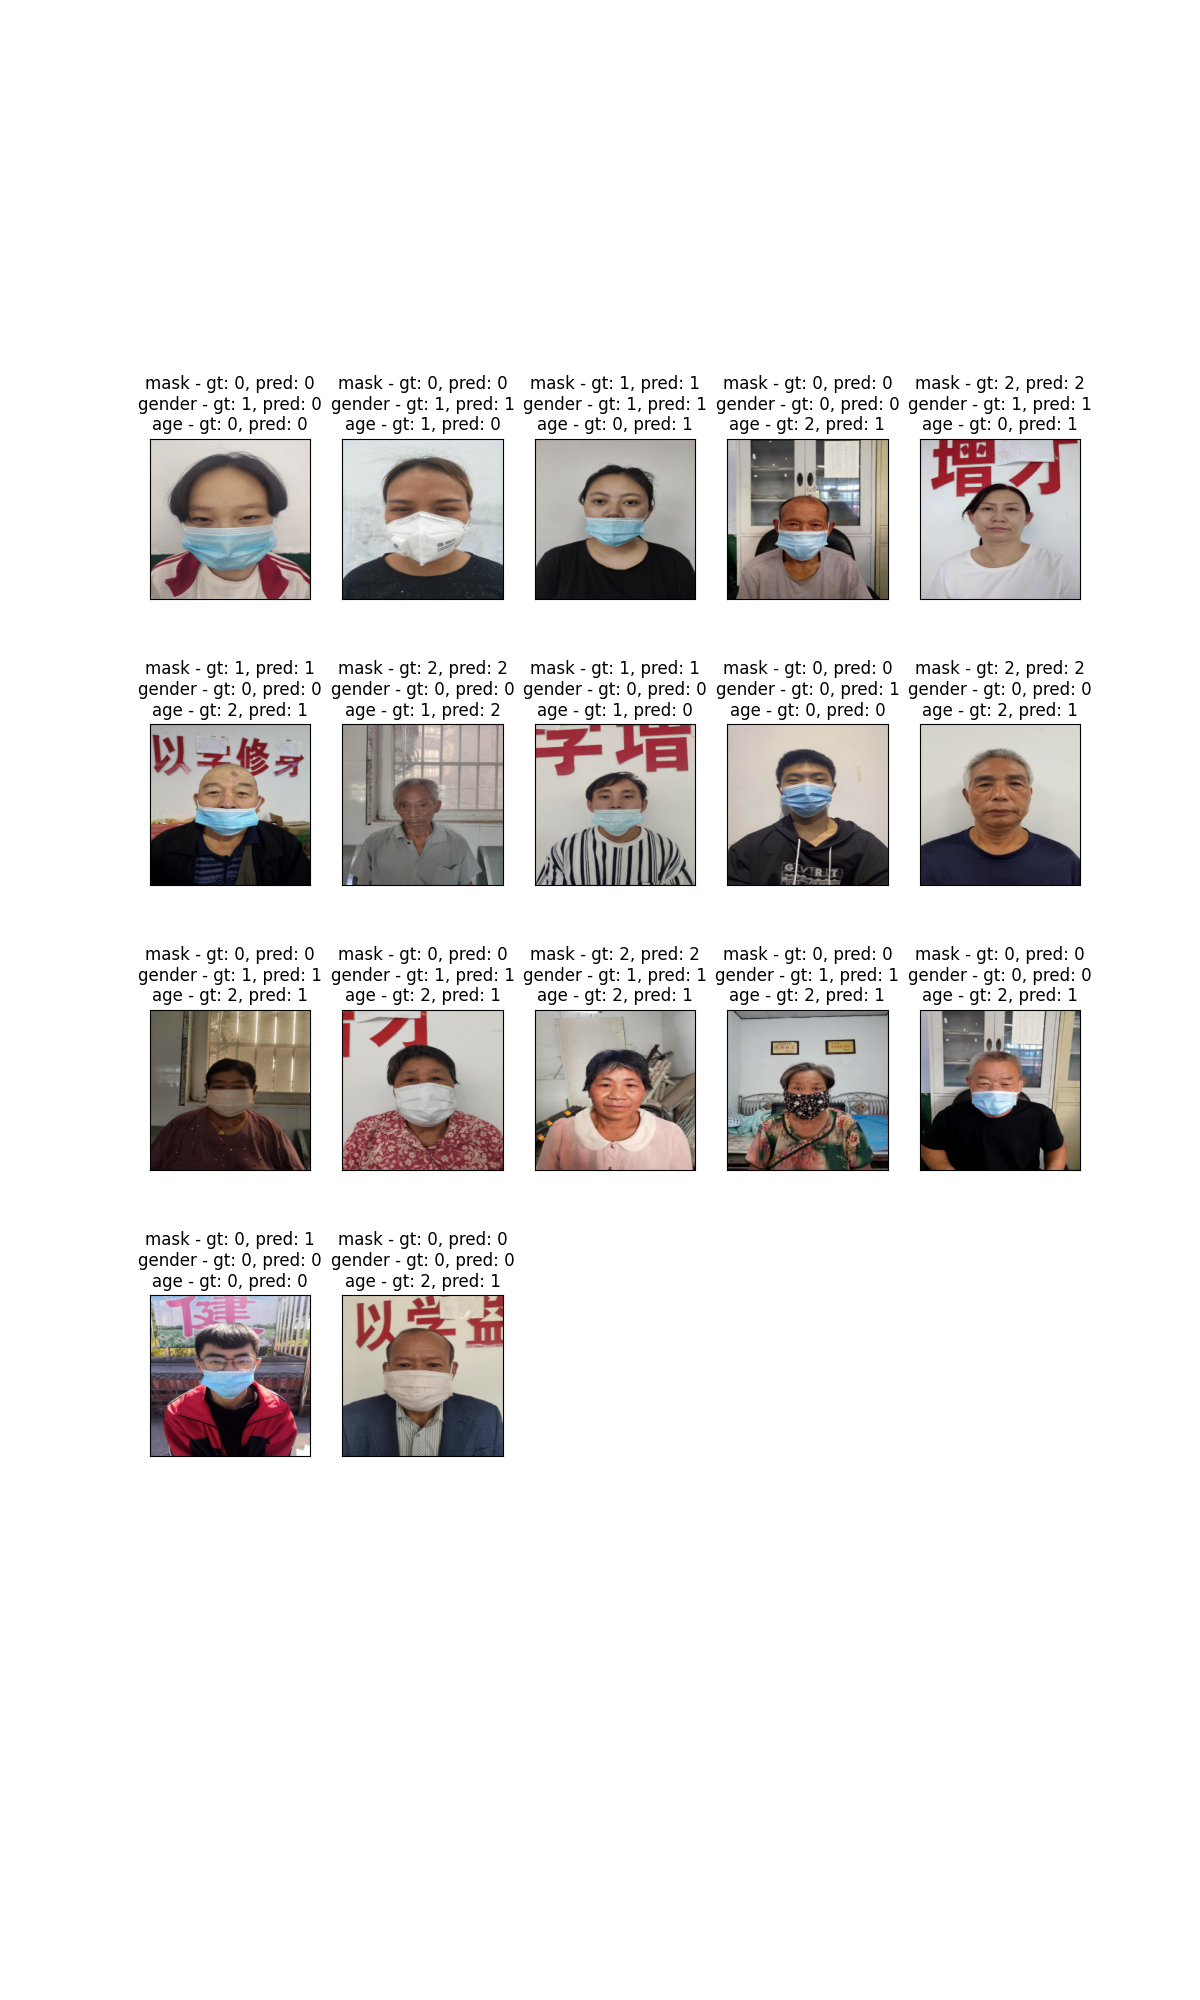 mask - gt: 0, pred: 0
gender - gt: 1, pred: 0
age - gt: 0, pred: 0
mask - gt: 0, pred: 0
gender - gt: 1, pred: 1
age - gt: 1, pred: 0
mask - gt: 1, pred: 1
gender - gt: 1, pred: 1
age - gt: 0, pred: 1
mask - gt: 0, pred: 0
gender - gt: 0, pred: 0
age - gt: 2, pred: 1
mask - gt: 2, pred: 2
gender - gt: 1, pred: 1
age - gt: 0, pred: 1
增才
mask - gt: 1, pred: 1
gender - gt: 0, pred: 0
age - gt: 2, pred: 1
以学修身
mask - gt: 2, pred: 2
gender - gt: 0, pred: 0
age - gt: 1, pred: 2
mask - gt: 1, pred: 1
gender - gt: 0, pred: 0
age - gt: 1, pred: 0
学增
mask - gt: 0, pred: 0
gender - gt: 0, pred: 1
age - gt: 0, pred: 0
mask - gt: 2, pred: 2
gender - gt: 0, pred: 0
age - gt: 2, pred: 1
mask - gt: 0, pred: 0
gender - gt: 1, pred: 1
age - gt: 2, pred: 1
mask - gt: 0, pred: 0
gender - gt: 1, pred: 1
age - gt: 2, pred: 1
才
mask - gt: 2, pred: 2
gender - gt: 1, pred: 1
age - gt: 2, pred: 1
mask - gt: 0, pred: 0
gender - gt: 1, pred: 1
age - gt: 2, pred: 1
mask - gt: 0, pred: 0
gender - gt: 0, pred: 0
age - gt: 2, pred: 1
mask - gt: 0, pred: 1
gender - gt: 0, pred: 0
age - gt: 0, pred: 0
健
mask - gt: 0, pred: 0
gender - gt: 0, pred: 0
age - gt: 2, pred: 1
以学益